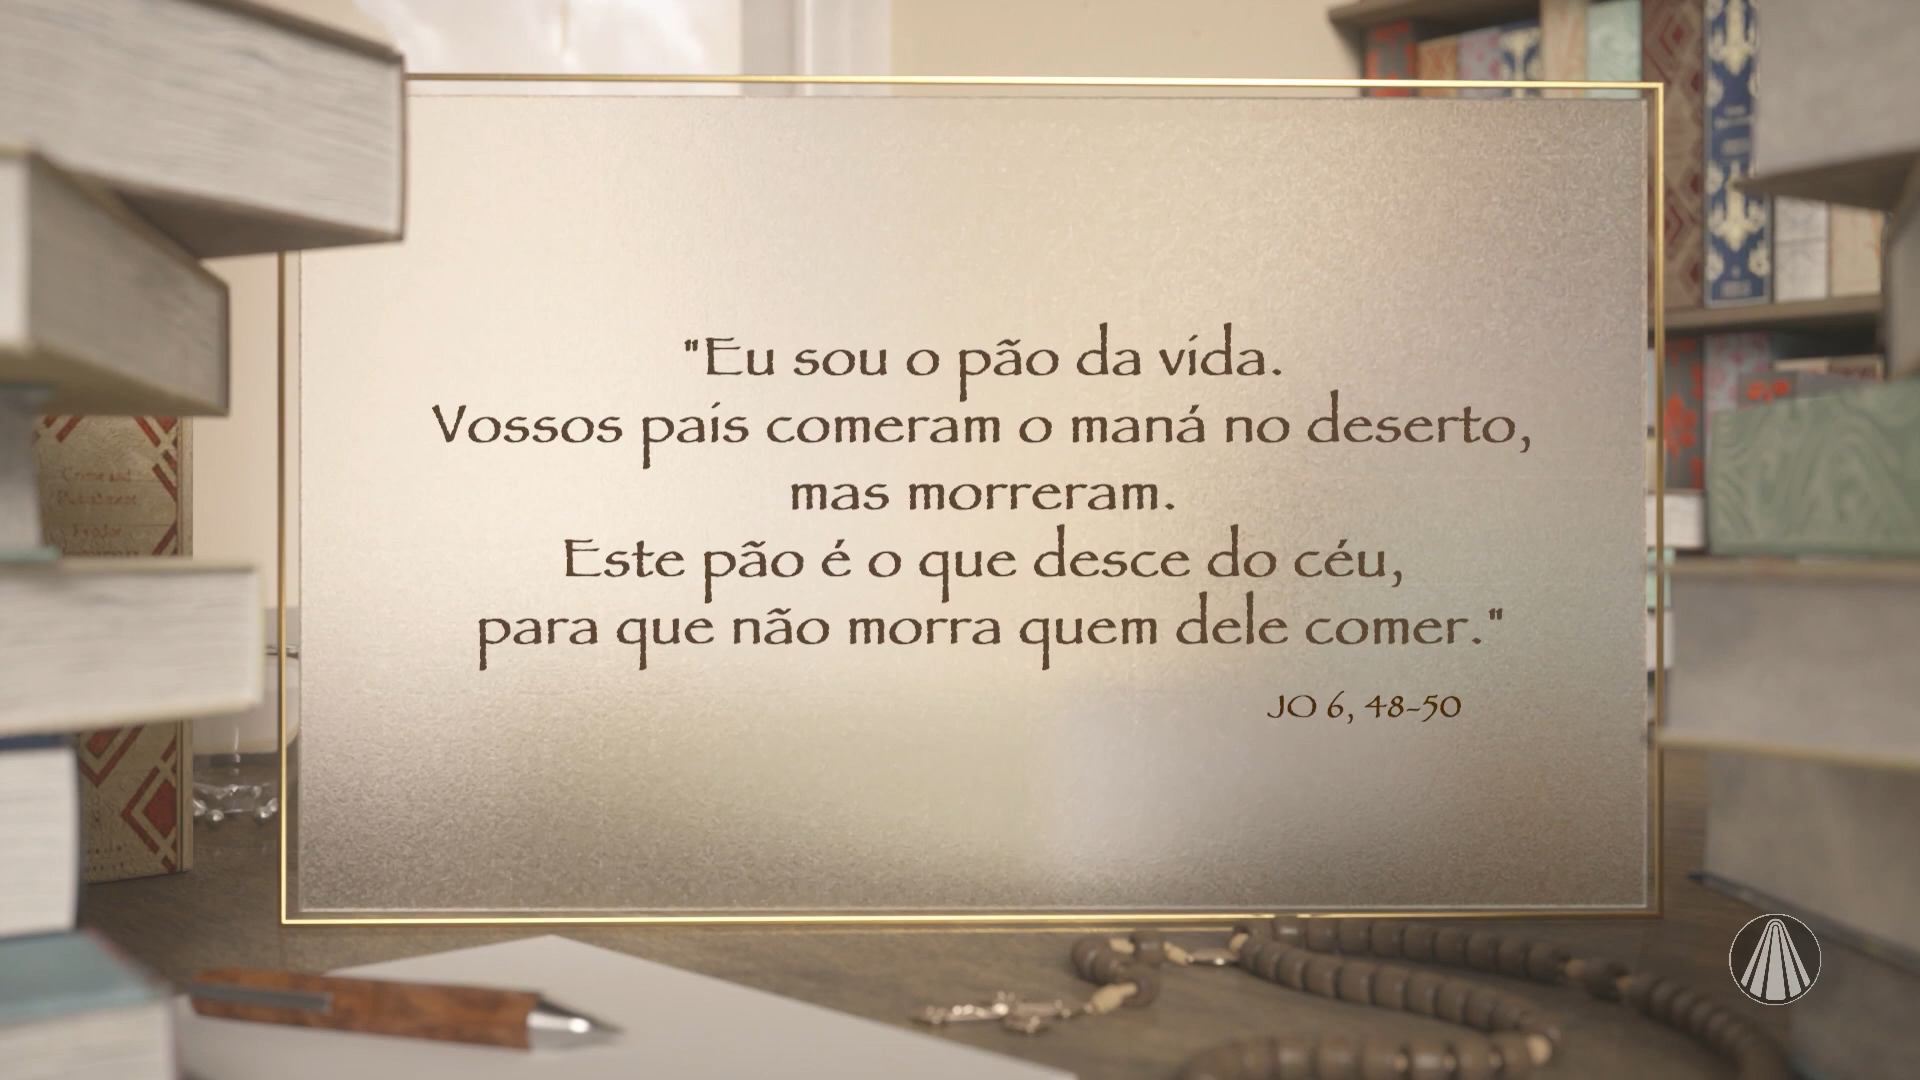 "Eu sou o pão da vida.
Vossos pais comeram o maná no deserto,
mas morreram.
Este pão é o que desce do céu,
para que não morra quem dele comer."
JO 6, 48-50